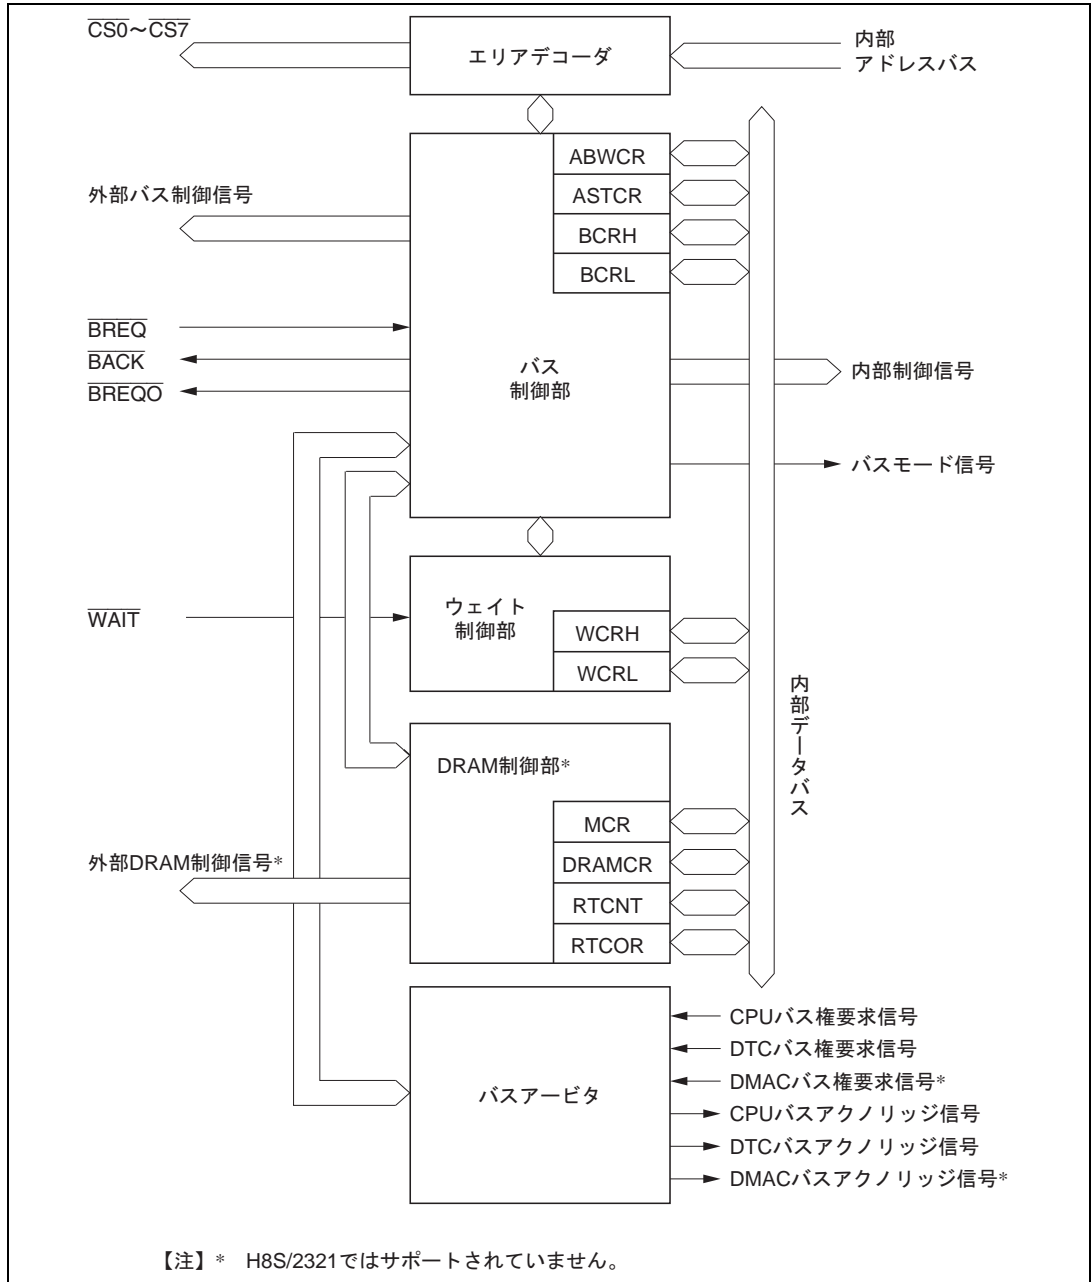 CS0～CS7
エリアデコーダ
内部
アドレスバス
ABWCR
ASTCR
BCRH
BCRL
外部バス制御信号
BREQ
BACK
BREQO
バス
制御部
内部制御信号
バスモード信号
ウェイト
制御部
WAIT
WCRH
WCRL
内部データバス
DRAM制御部*
MCR
DRAMCR
RTCNT
RTCOR
外部DRAM制御信号*
バスアービタ
CPUバス権要求信号
DTCバス権要求信号
DMACバス権要求信号*
CPUバスアクノリッジ信号
DTCバスアクノリッジ信号
DMACバスアクノリッジ信号*
【注】* H8S/2321ではサポートされていません。